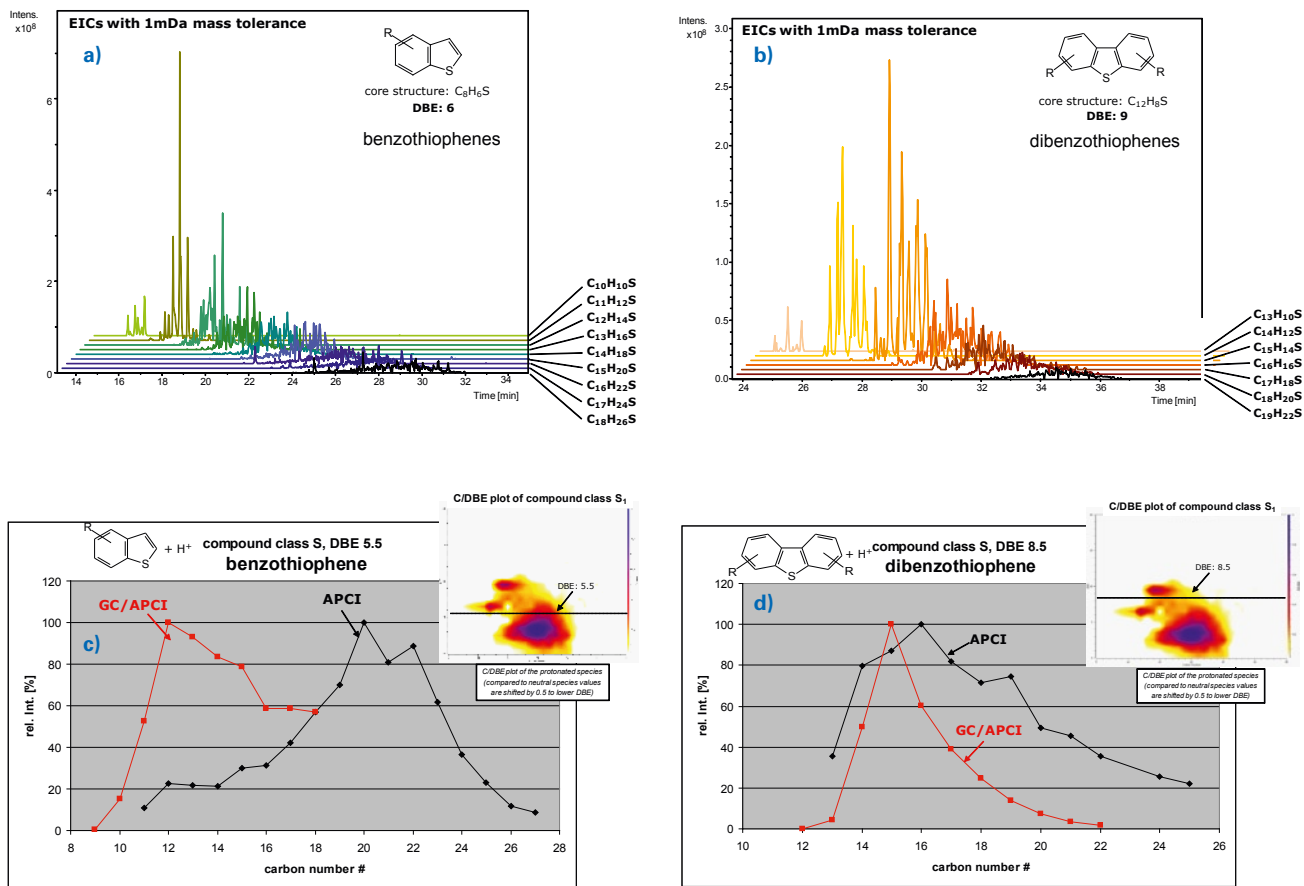 Intens.
x10⁸
EICs with 1mDa mass tolerance
a)
R
S
core structure: C₈H₆S
DBE: 6
benzothiophenes
6
4
2
0
14 16 18 20 22 24 26 28 30 32 34
Time [min]
C₁₀H₁₀S
C₁₁H₁₂S
C₁₂H₁₄S
C₁₃H₁₆S
C₁₄H₁₈S
C₁₅H₂₀S
C₁₆H₂₂S
C₁₇H₂₄S
C₁₈H₂₆S
Intens.
x10⁸
EICs with 1mDa mass tolerance
b)
R S R
core structure: C₁₂H₈S
DBE: 9
dibenzothiophenes
3.0
2.5
2.0
1.5
1.0
0.5
0.0
24 26 28 30 32 34 36 38
Time [min]
C₁₃H₁₀S
C₁₄H₁₂S
C₁₅H₁₄S
C₁₆H₁₆S
C₁₇H₁₈S
C₁₈H₂₀S
C₁₉H₂₂S
C/DBE plot of compound class S₁
R
S
+ H⁺
compound class S, DBE 5.5
benzothiophene
DBE: 5.5
C/DBE plot of the protonated species
(compared to neutral species values
are shifted by 0.5 to lower DBE)
GC/APCI
APCI
c)
rel. Int. [%]
120
100
80
60
40
20
0
8 10 12 14 16 18 20 22 24 26 28
carbon number #
C/DBE plot of compound class S₁
R S R
+ H⁺
compound class S, DBE 8.5
dibenzothiophene
DBE: 8.5
C/DBE plot of the protonated species
(compared to neutral species values
are shifted by 0.5 to lower DBE)
d)
APCI
GC/APCI
rel. Int. [%]
120
100
80
60
40
20
0
10 12 14 16 18 20 22 24 26
carbon number #